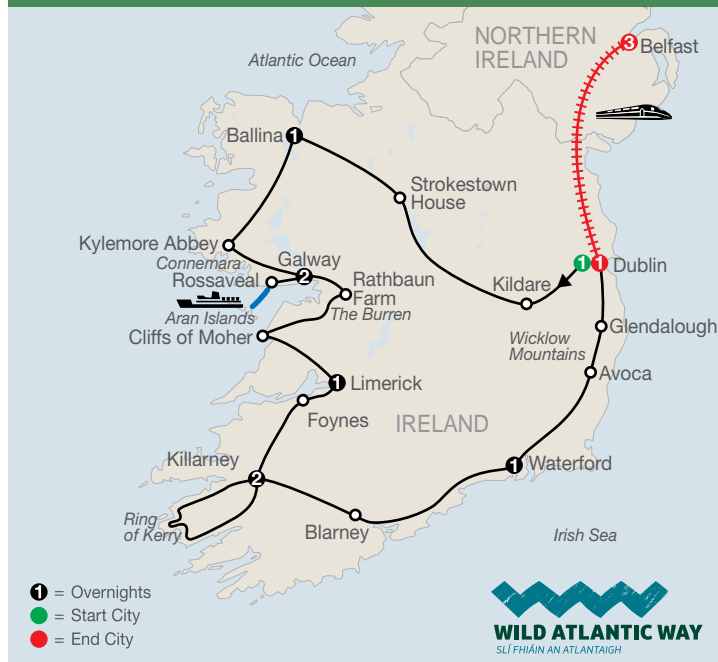 NORTHERN
IRELAND
3
Belfast
Atlantic Ocean
Ballina
1
Strokestown
House
Kylemore Abbey
Connemara
Galway
2
Rossaveal
Rathbaun
Farm
Aran Islands
The Burren
Cliffs of Moher
Kildare
1
1
Dublin
Wicklow
Mountains
Glendalough
Avoca
1
Limerick
Foynes
IRELAND
Killarney
2
1
Waterford
Ring
of Kerry
Blarney
Irish Sea
1 = Overnights
= Start City
= End City
WILD ATLANTIC WAY
SLÍ FHIÁIN AN ATLANTAIGH